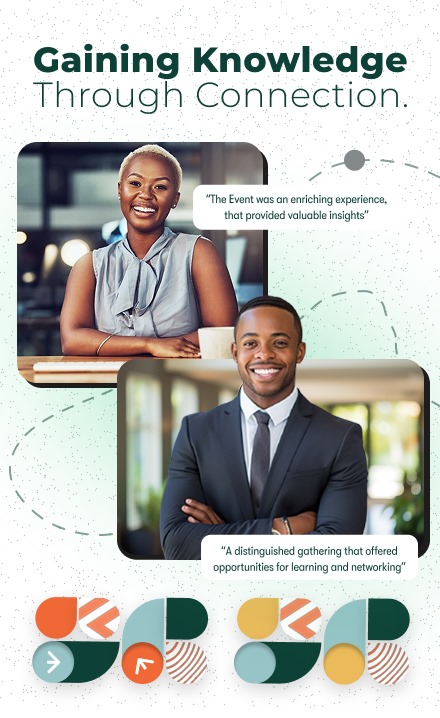 Gaining Knowledge
Through Connection.
“The Event was an enriching experience,
that provided valuable insights”
“A distinguished gathering that offered
opportunities for learning and networking”